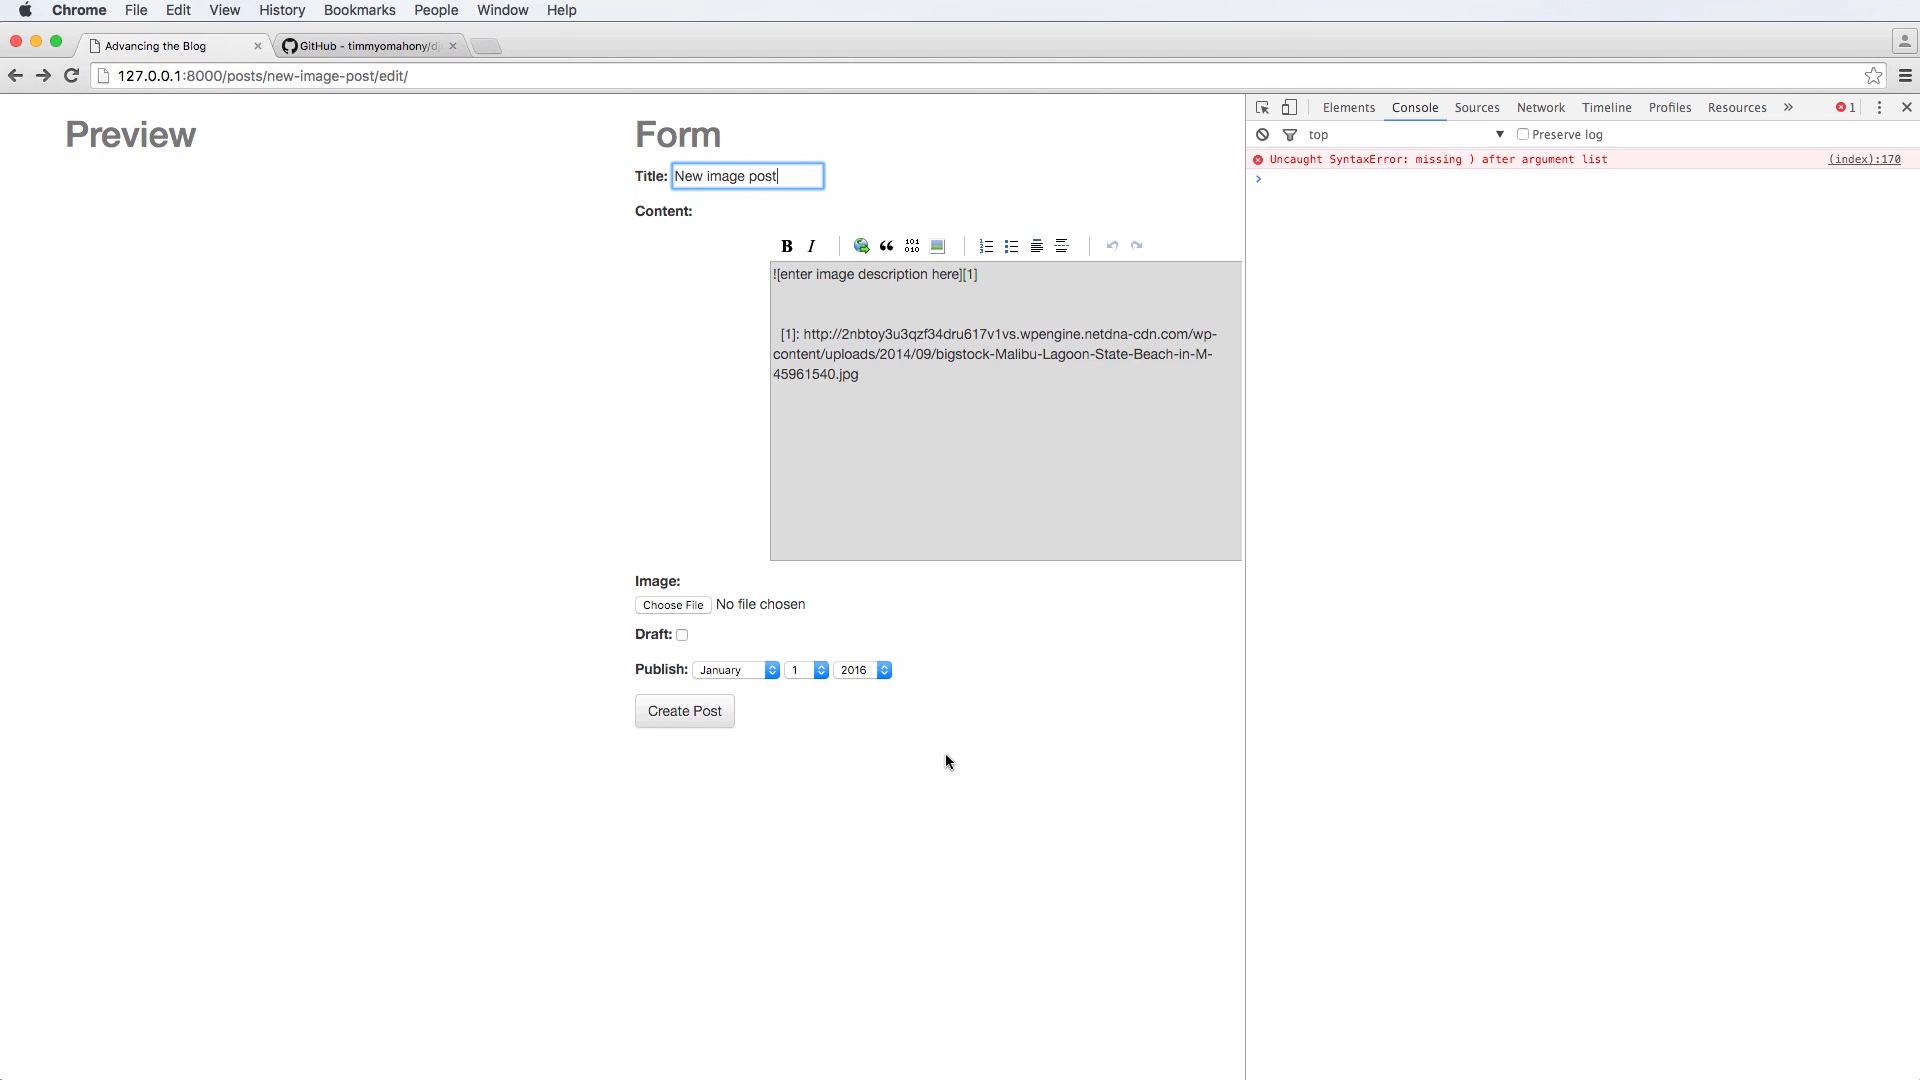 Chrome File Edit View History Bookmarks People Window Help
Advancing the Blog
GitHub - timmyomahony/dj
127.0.0.1:8000/posts/new-image-post/edit/
Elements Console Sources Network Timeline Profiles Resources » 1
top Preserve log
Uncaught SyntaxError: missing ) after argument list (index):170
Preview
Form
Title: New image post
Content:
B I 101 010
![enter image description here][1]
[1]: http://2nbtoy3u3qzf34dru617v1vs.wpengine.netdna-cdn.com/wp-
content/uploads/2014/09/bigstock-Malibu-Lagoon-State-Beach-in-M-
45961540.jpg
Image:
Choose File No file chosen
Draft:
Publish: January 1 2016
Create Post